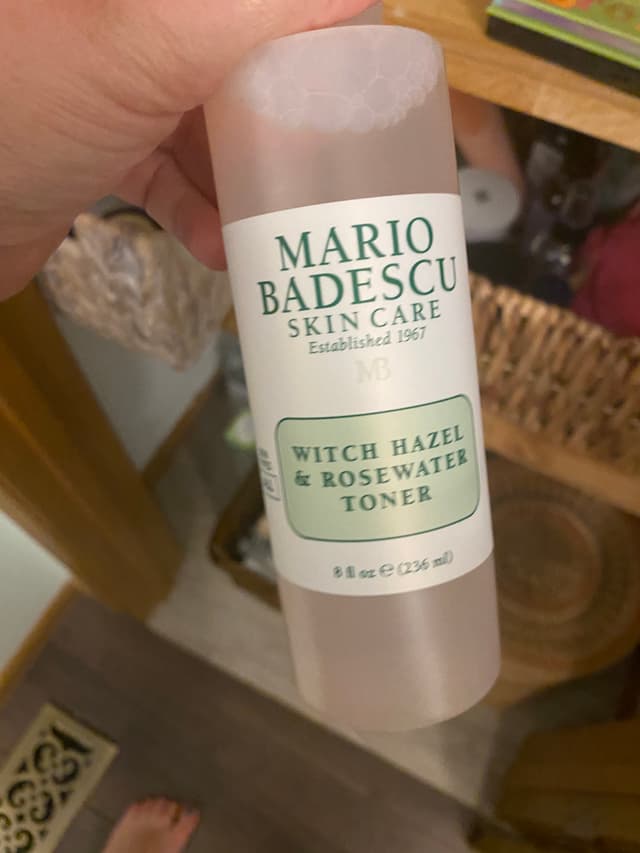 MARIO
BADESCU
SKIN CARE
Established 1967
MB
WITCH HAZEL
& ROSEWATER
TONER
8 fl oz ℮ (236 ml)